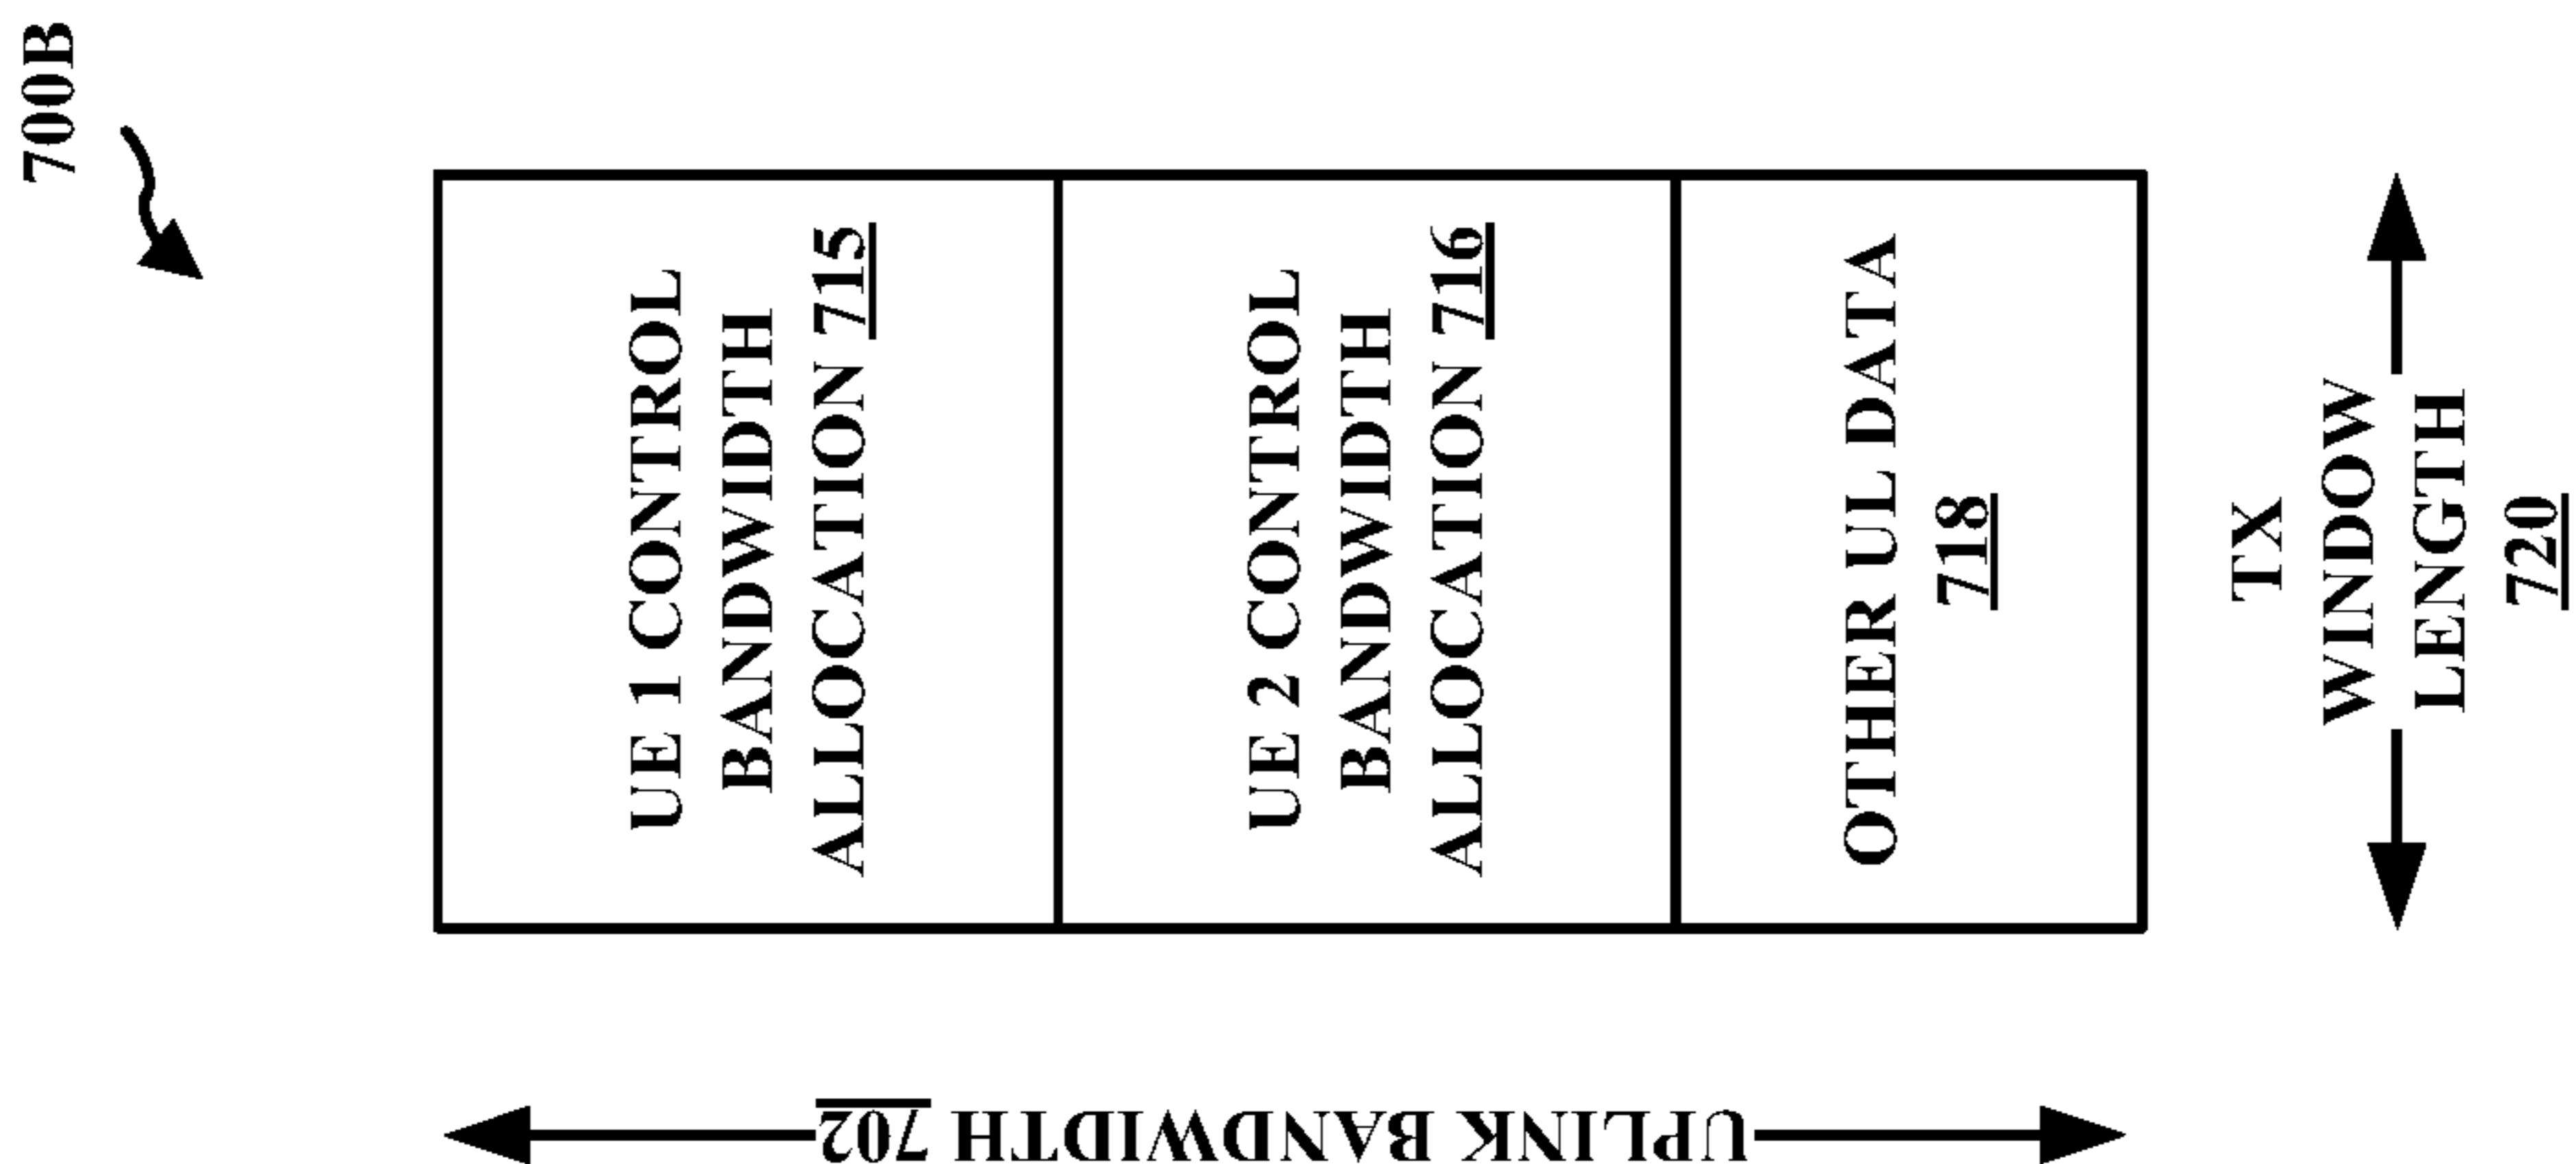 700B
UPLINK BANDWIDTH 702
UE 1 CONTROL
BANDWIDTH
ALLOCATION 715
UE 2 CONTROL
BANDWIDTH
ALLOCATION 716
OTHER UL DATA
718
TX
WINDOW
LENGTH
720